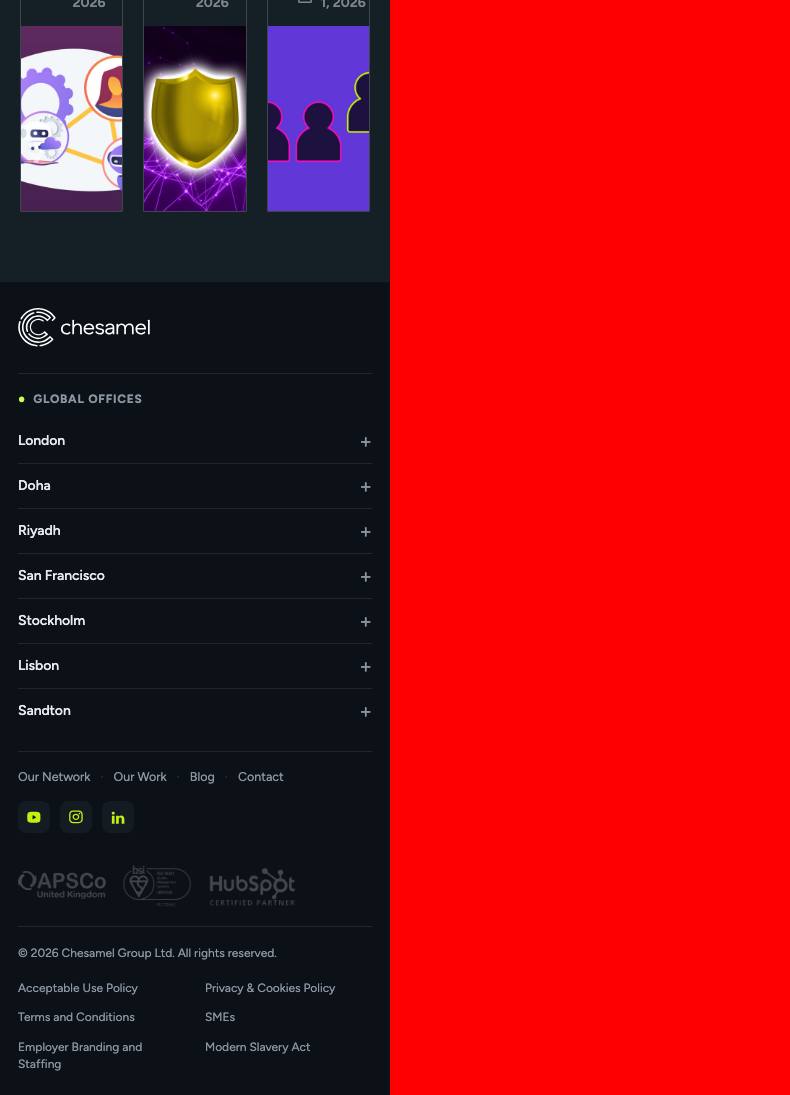 2026
2026
1, 2026
chesamel
GLOBAL OFFICES
London
Doha
Riyadh
San Francisco
Stockholm
Lisbon
Sandton
Our Network · Our Work · Blog · Contact
APSCo
United Kingdom
bsi
HubSpot
CERTIFIED PARTNER
© 2026 Chesamel Group Ltd. All rights reserved.
Acceptable Use Policy
Privacy & Cookies Policy
Terms and Conditions
SMEs
Employer Branding and
Staffing
Modern Slavery Act